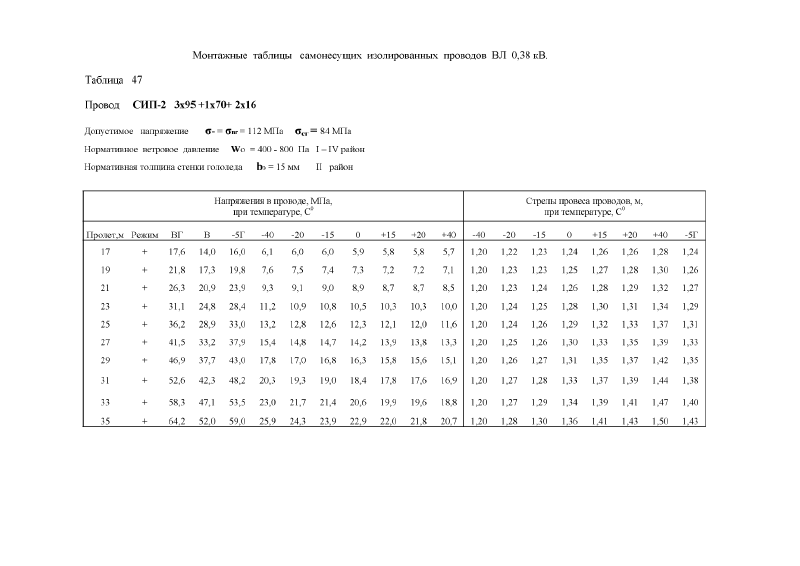 Монтажные таблицы самонесущих изолированных проводов ВЛ 0,38 кВ.
Таблица 47
Провод СИП-2 3х95 +1х70+ 2х16
Допустимое напряжение σ- = σнг = 112 МПа σсг = 84 МПа
Нормативное ветровое давление WО = 400 - 800 Па I – IV район
Нормативная толщина стенки гололеда bэ = 15 мм II район
Напряжения в проводе, МПа, Стрелы провеса проводов, м,
при температуре, С⁰ при температуре, С⁰
Пролет,м Режим ВГ В -5Г -40 -20 -15 0 +15 +20 +40 -40 -20 -15 0 +15 +20 +40 -5Г
17 + 17,6 14,0 16,0 6,1 6,0 6,0 5,9 5,8 5,8 5,7 1,20 1,22 1,23 1,24 1,26 1,26 1,28 1,24
19 + 21,8 17,3 19,8 7,6 7,5 7,4 7,3 7,2 7,2 7,1 1,20 1,23 1,23 1,25 1,27 1,28 1,30 1,26
21 + 26,3 20,9 23,9 9,3 9,1 9,0 8,9 8,7 8,7 8,5 1,20 1,23 1,24 1,26 1,28 1,29 1,32 1,27
23 + 31,1 24,8 28,4 11,2 10,9 10,8 10,5 10,3 10,3 10,0 1,20 1,24 1,25 1,28 1,30 1,31 1,34 1,29
25 + 36,2 28,9 33,0 13,2 12,8 12,6 12,3 12,1 12,0 11,6 1,20 1,24 1,26 1,29 1,32 1,33 1,37 1,31
27 + 41,5 33,2 37,9 15,4 14,8 14,7 14,2 13,9 13,8 13,3 1,20 1,25 1,26 1,30 1,33 1,35 1,39 1,33
29 + 46,9 37,7 43,0 17,8 17,0 16,8 16,3 15,8 15,6 15,1 1,20 1,26 1,27 1,31 1,35 1,37 1,42 1,35
31 + 52,6 42,3 48,2 20,3 19,3 19,0 18,4 17,8 17,6 16,9 1,20 1,27 1,28 1,33 1,37 1,39 1,44 1,38
33 + 58,3 47,1 53,5 23,0 21,7 21,4 20,6 19,9 19,6 18,8 1,20 1,27 1,29 1,34 1,39 1,41 1,47 1,40
35 + 64,2 52,0 59,0 25,9 24,3 23,9 22,9 22,0 21,8 20,7 1,20 1,28 1,30 1,36 1,41 1,43 1,50 1,43